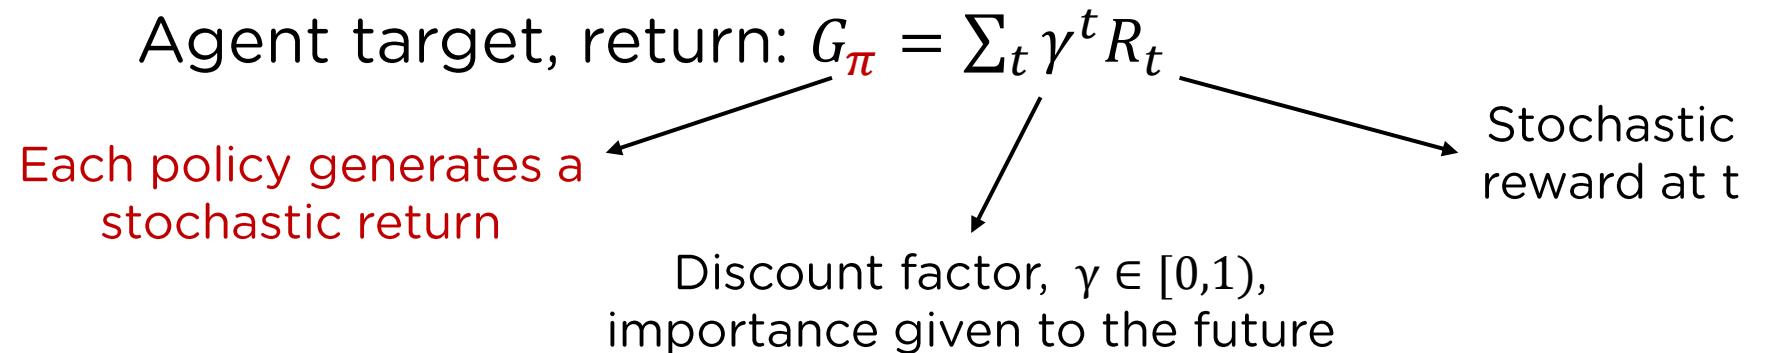 Agent target, return: G_π = ∑_t γ^t R_t
Each policy generates a
stochastic return
Discount factor, γ ∈ [0,1),
importance given to the future
Stochastic
reward at t